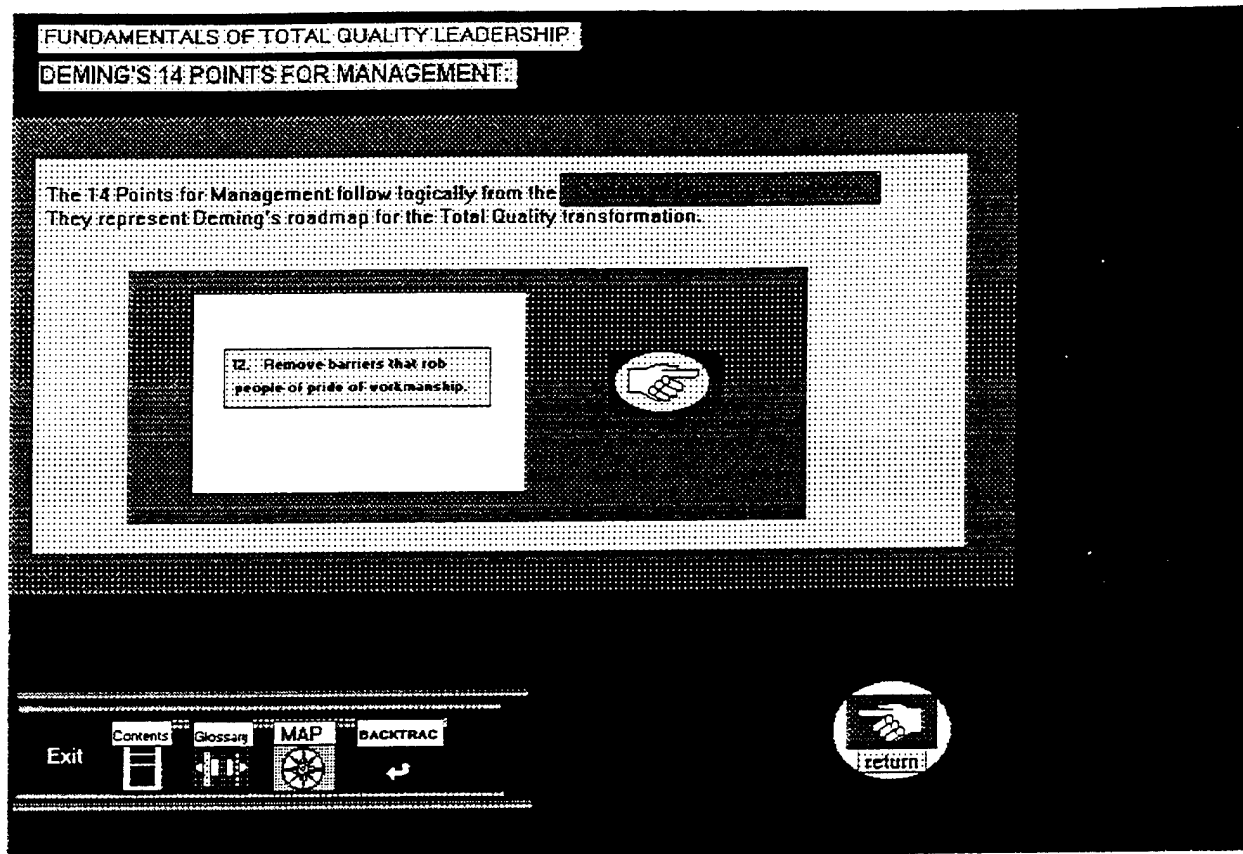 FUNDAMENTALS OF TOTAL QUALITY LEADERSHIP
DEMING'S 14 POINTS FOR MANAGEMENT.
The 14 Points for Management follow logically from the
They represent Deming's roadmap for the Total Quality transformation.
12. Remove barriers that rob
people of pride of workmanship.
Exit
Contents
Glossary
MAP
BACKTRAC
return